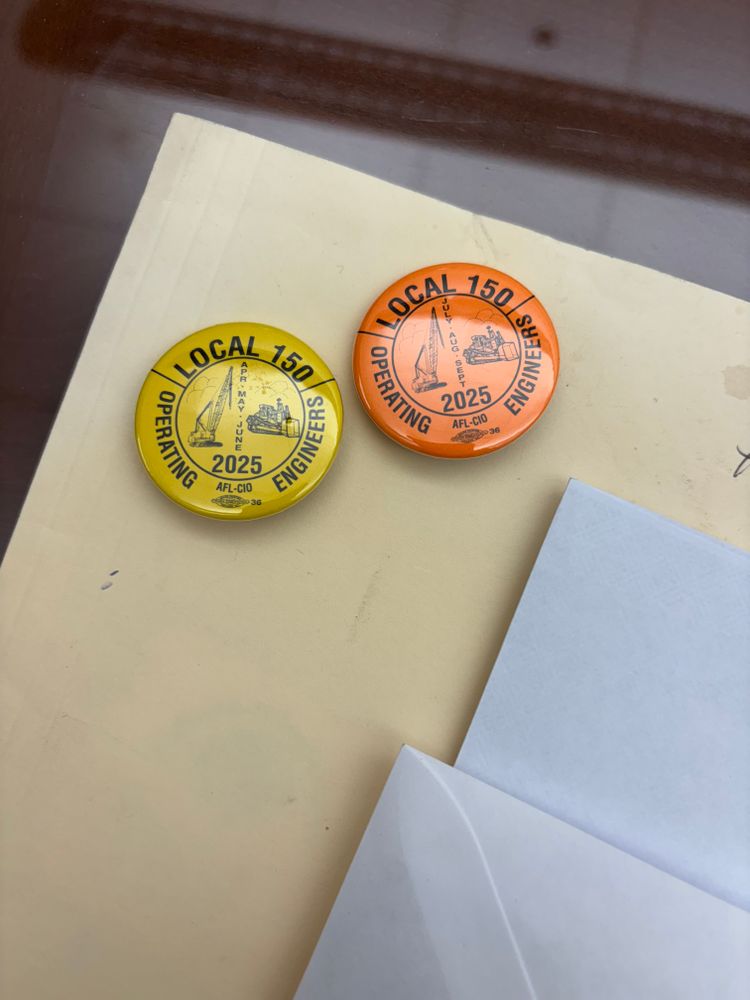 LOCAL 150
APR · MAY · JUNE
OPERATING
ENGINEERS
2025
AFL-CIO
36
LOCAL 150
JULY · AUG · SEPT
OPERATING
ENGINEERS
2025
AFL-CIO
36